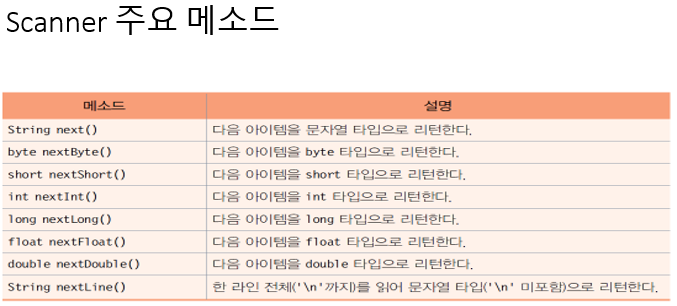 Scanner 주요 메소드
메소드 설명
String next() 다음 아이템을 문자열 타입으로 리턴한다.
byte nextByte() 다음 아이템을 byte 타입으로 리턴한다.
short nextShort() 다음 아이템을 short 타입으로 리턴한다.
int nextInt() 다음 아이템을 int 타입으로 리턴한다.
long nextLong() 다음 아이템을 long 타입으로 리턴한다.
float nextFloat() 다음 아이템을 float 타입으로 리턴한다.
double nextDouble() 다음 아이템을 double 타입으로 리턴한다.
String nextLine() 한 라인 전체('\n'까지)를 읽어 문자열 타입('\n' 미포함)으로 리턴한다.